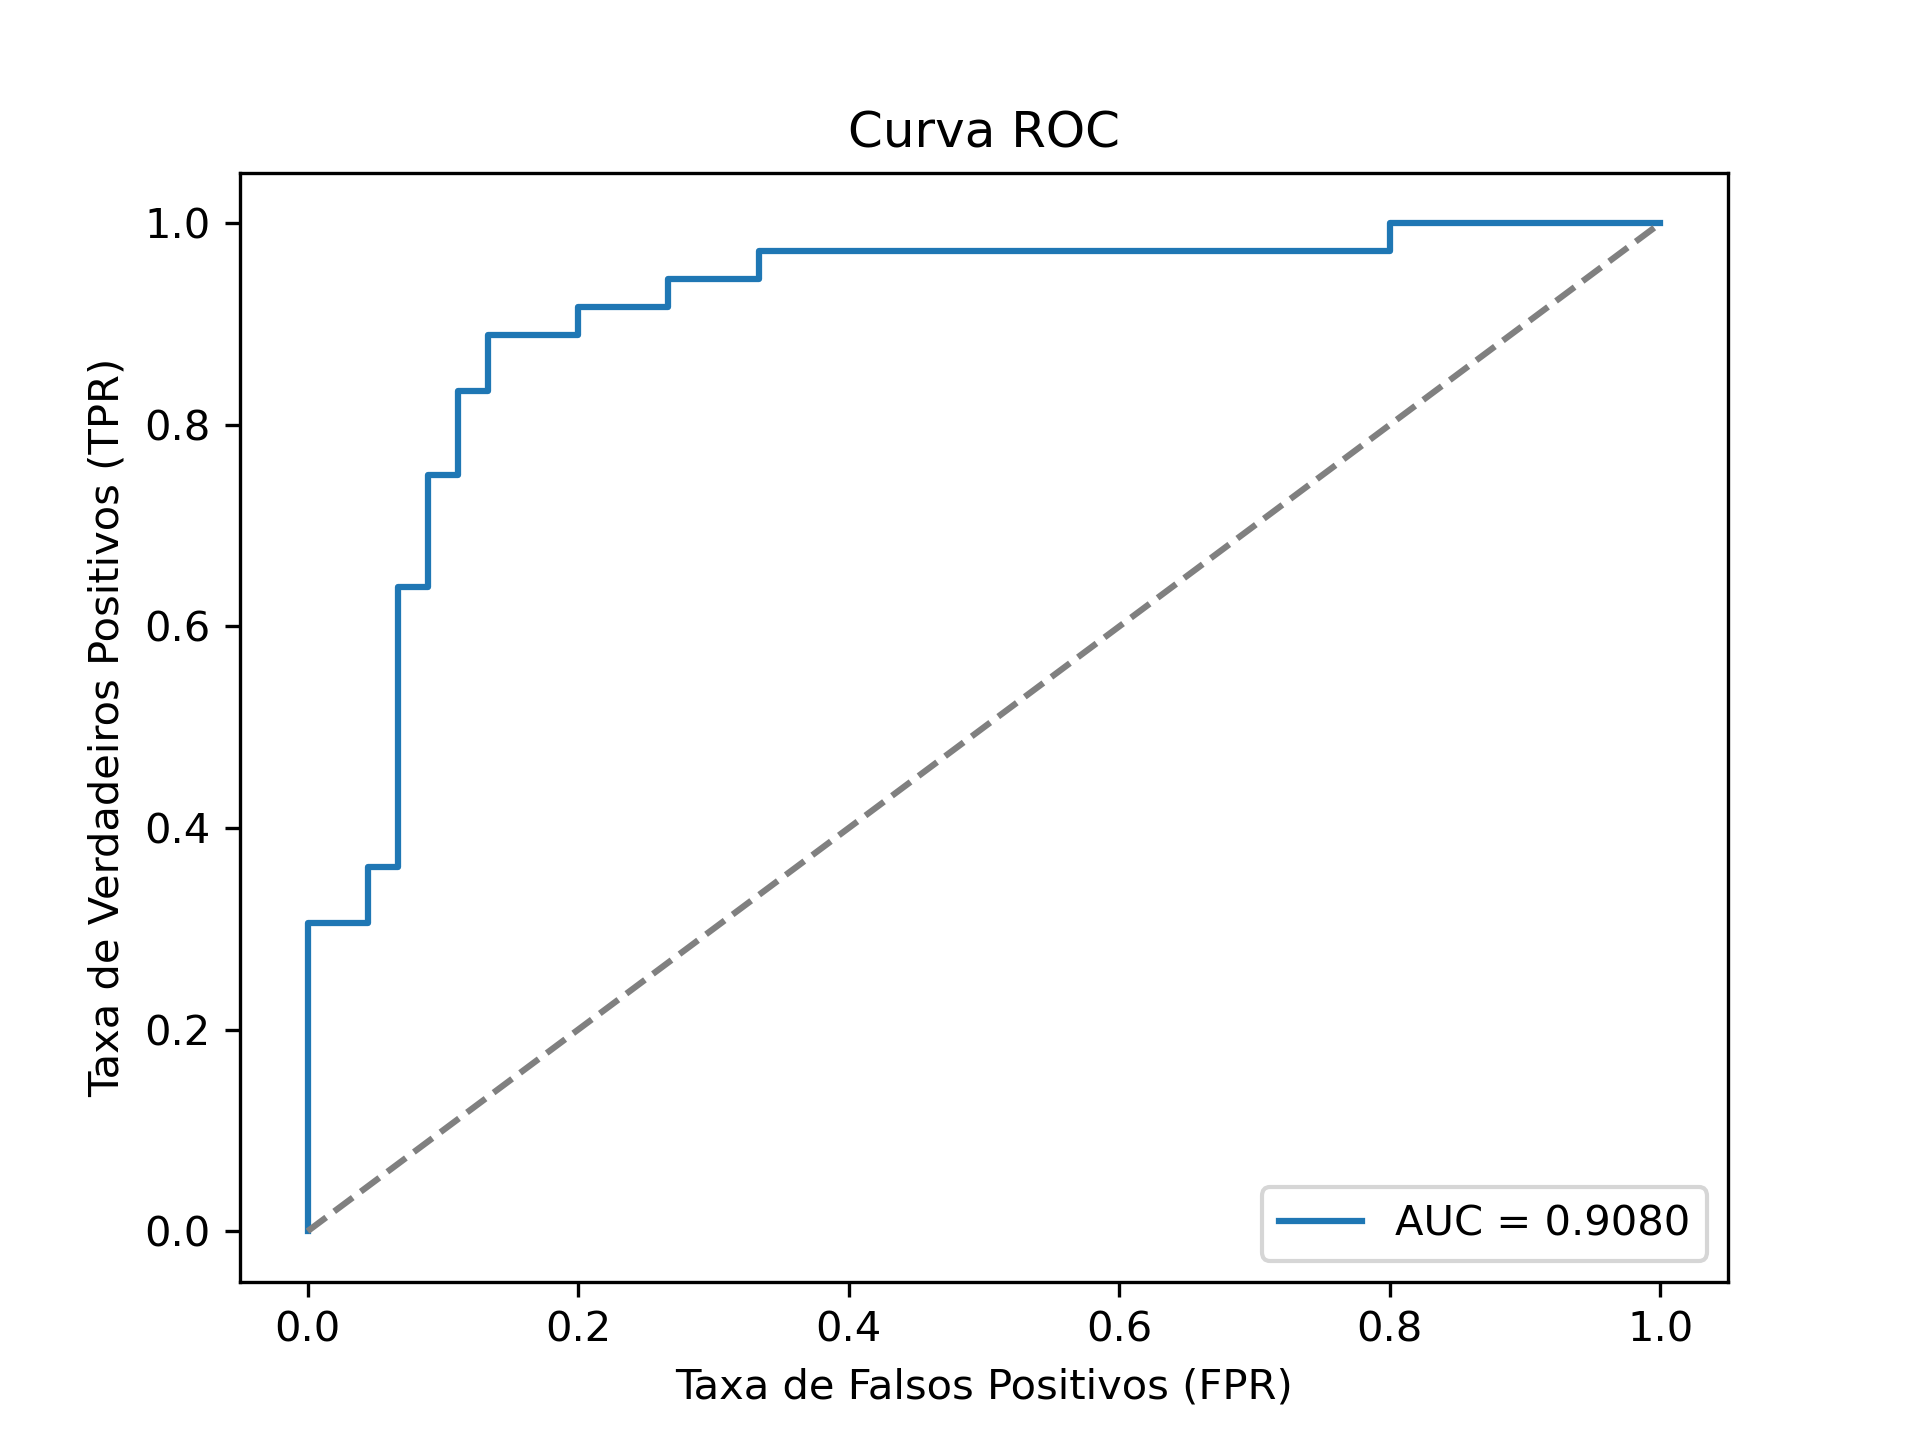 Curva ROC
Taxa de Verdadeiros Positivos (TPR)
1.0
0.8
0.6
0.4
0.2
0.0
AUC = 0.9080
0.0 0.2 0.4 0.6 0.8 1.0
Taxa de Falsos Positivos (FPR)